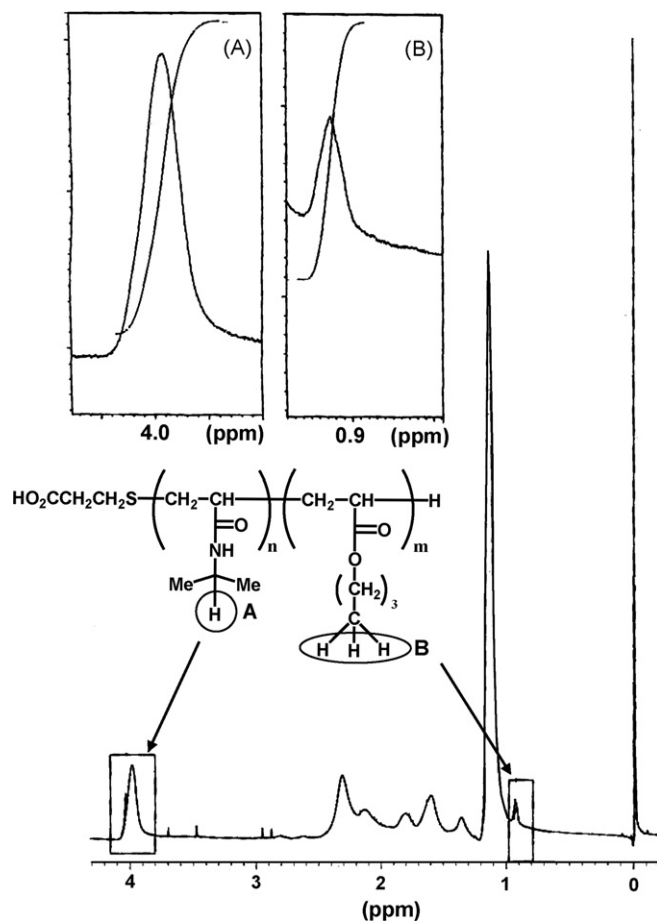 (A)
(B)
4.0 (ppm)
0.9 (ppm)
HO₂CCH₂CH₂S
CH₂-CH
CH₂-CH
H
O
O
n
m
NH
O
Me
Me
(CH₂)₃
H
A
C
H H H
B
4 3 2 1 0
(ppm)